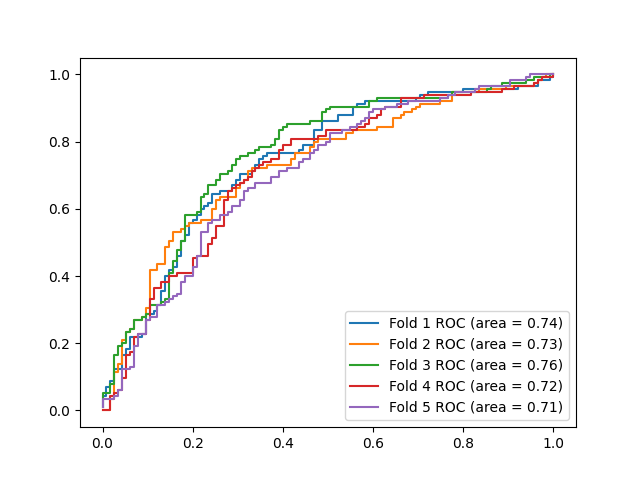 1.0
0.8
0.6
0.4
0.2
0.0
Fold 1 ROC (area = 0.74)
Fold 2 ROC (area = 0.73)
Fold 3 ROC (area = 0.76)
Fold 4 ROC (area = 0.72)
Fold 5 ROC (area = 0.71)
0.0 0.2 0.4 0.6 0.8 1.0